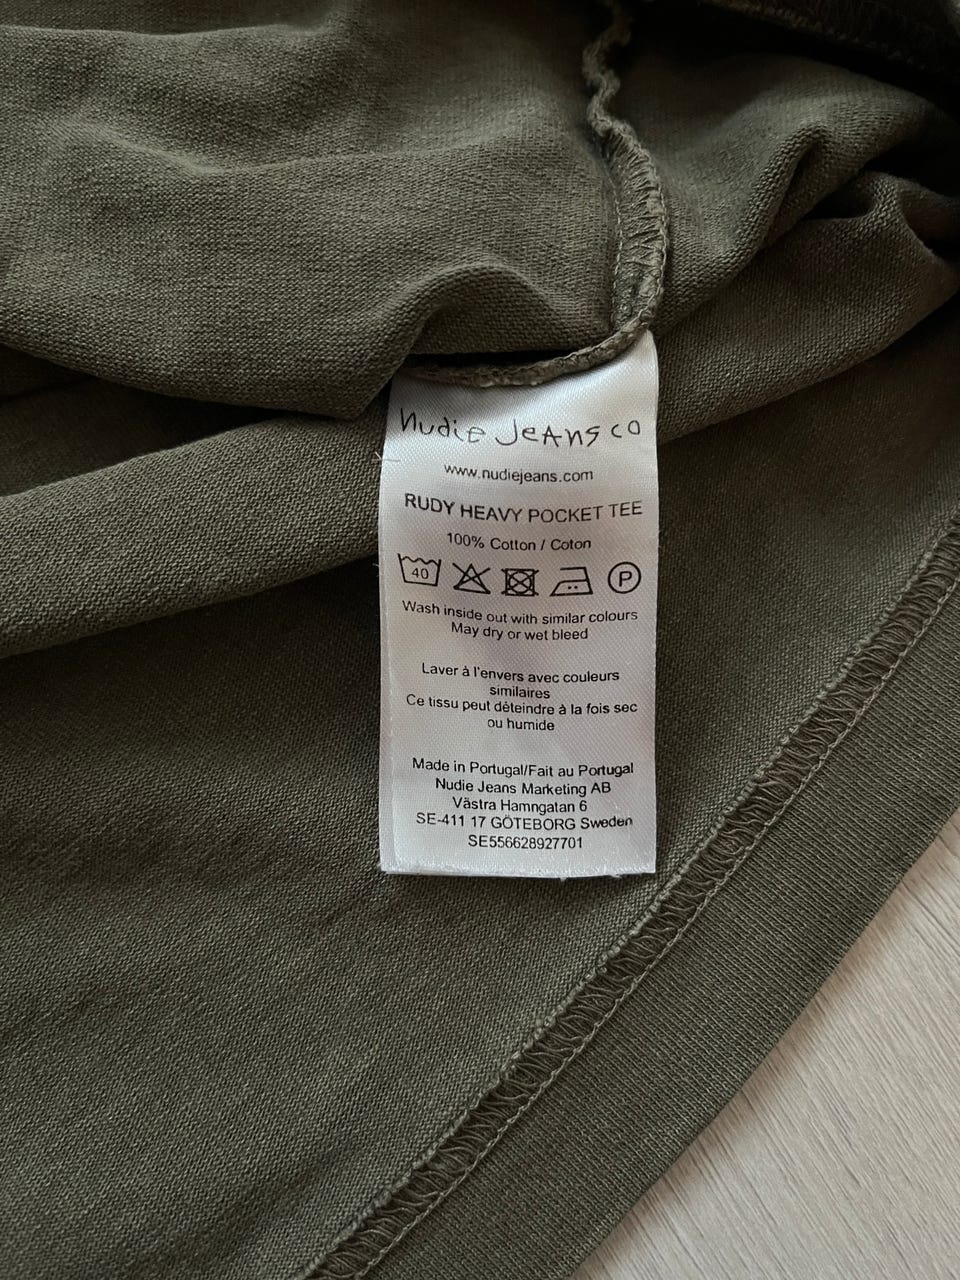 Nudie Jeans co
www.nudiejeans.com
RUDY HEAVY POCKET TEE
100% Cotton / Coton
40 P
Wash inside out with similar colours
May dry or wet bleed
Laver à l'envers avec couleurs
similaires
Ce tissu peut déteindre à la fois sec
ou humide
Made in Portugal/Fait au Portugal
Nudie Jeans Marketing AB
Västra Hamngatan 6
SE-411 17 GÖTEBORG Sweden
SE556628927701